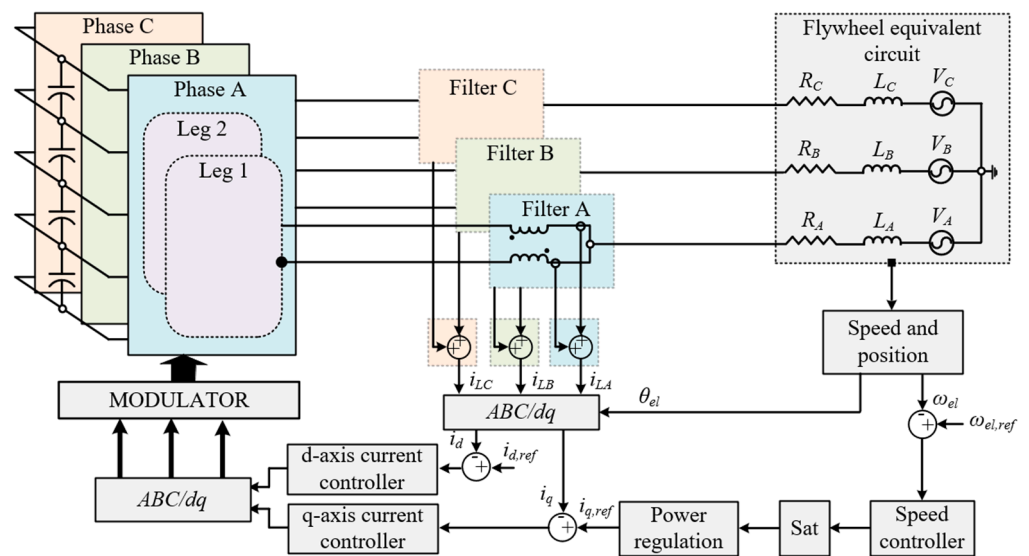 Phase C
Phase B
Phase A
Leg 2
Leg 1
Filter C
Filter B
Filter A
Flywheel equivalent
circuit
R_C L_C V_C
R_B L_B V_B
R_A L_A V_A
+ + + + + +
i_LC i_LB i_LA
Speed and
position
MODULATOR
ABC/dq
θ_el
ω_el
- +
ω_el,ref
i_d
- +
i_d,ref
d-axis current
controller
ABC/dq
q-axis current
controller
i_q
- +
i_q,ref
Power
regulation
Sat
Speed
controller